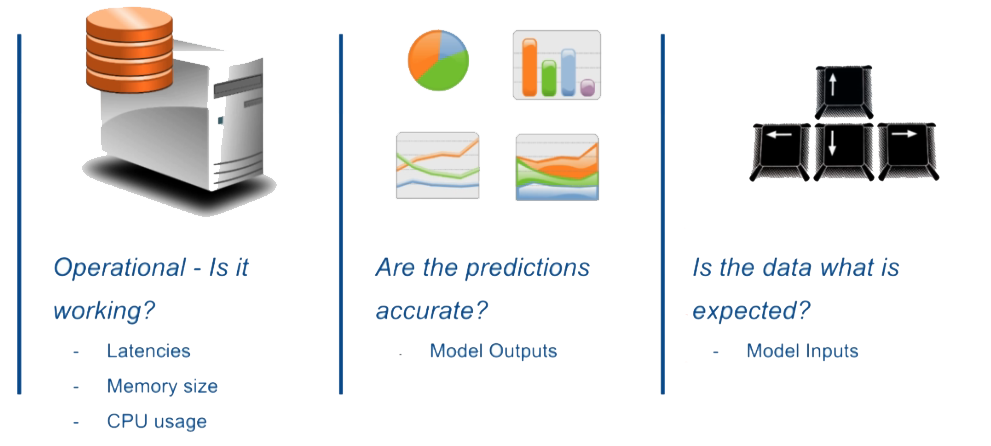 Operational - Is it
working?
- Latencies
- Memory size
- CPU usage
Are the predictions
accurate?
- Model Outputs
Is the data what is
expected?
- Model Inputs